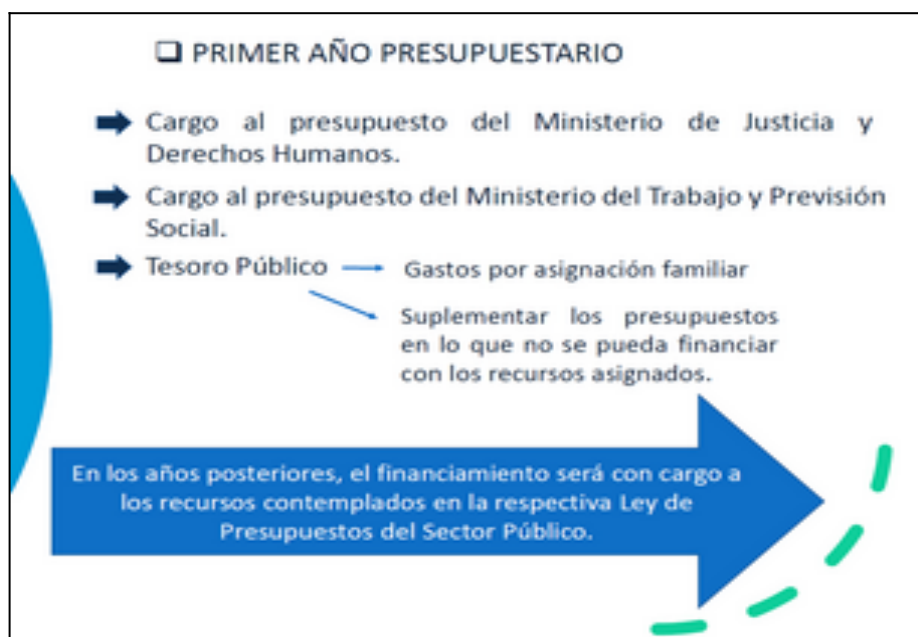 PRIMER AÑO PRESUPUESTARIO
Cargo al presupuesto del Ministerio de Justicia y
Derechos Humanos.
Cargo al presupuesto del Ministerio del Trabajo y Previsión
Social.
Tesoro Público
Gastos por asignación familiar
Suplementar los presupuestos
en lo que no se pueda financiar
con los recursos asignados.
En los años posteriores, el financiamiento será con cargo a
los recursos contemplados en la respectiva Ley de
Presupuestos del Sector Público.